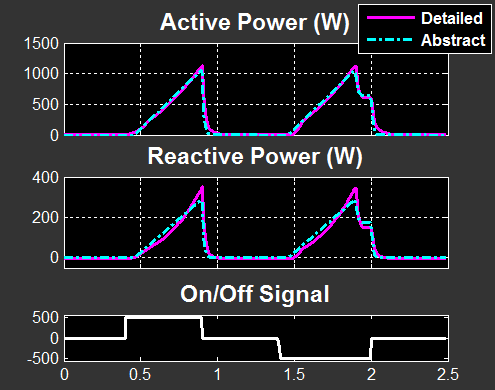 Active Power (W)
Detailed
Abstract
1500
1000
500
0
Reactive Power (W)
400
200
0
On/Off Signal
500
0
-500
0 0.5 1 1.5 2 2.5